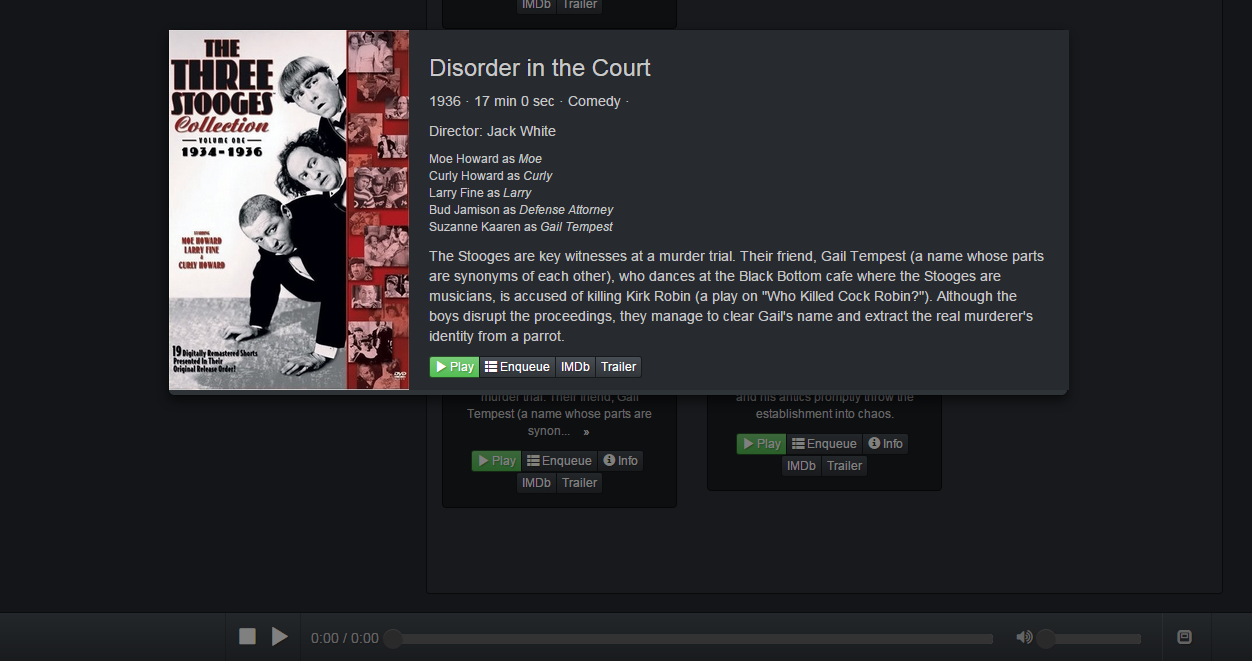 IMDb Trailer
THE
THREE
STOOGES
Collection
VOLUME ONE
1934-1936
STARRING
MOE HOWARD
LARRY FINE
&
CURLY HOWARD
19 Digitally Remastered Shorts
Presented In Their
Original Release Order!
DVD
Disorder in the Court
1936 · 17 min 0 sec · Comedy ·
Director: Jack White
Moe Howard as Moe
Curly Howard as Curly
Larry Fine as Larry
Bud Jamison as Defense Attorney
Suzanne Kaaren as Gail Tempest
The Stooges are key witnesses at a murder trial. Their friend, Gail Tempest (a name whose parts
are synonyms of each other), who dances at the Black Bottom cafe where the Stooges are
musicians, is accused of killing Kirk Robin (a play on "Who Killed Cock Robin?"). Although the
boys disrupt the proceedings, they manage to clear Gail's name and extract the real murderer's
identity from a parrot.
Play Enqueue IMDb Trailer
murder trial. Their friend, Gail
Tempest (a name whose parts are
synon... »
Play Enqueue Info
IMDb Trailer
and his antics promptly throw the
establishment into chaos.
Play Enqueue Info
IMDb Trailer
0:00 / 0:00